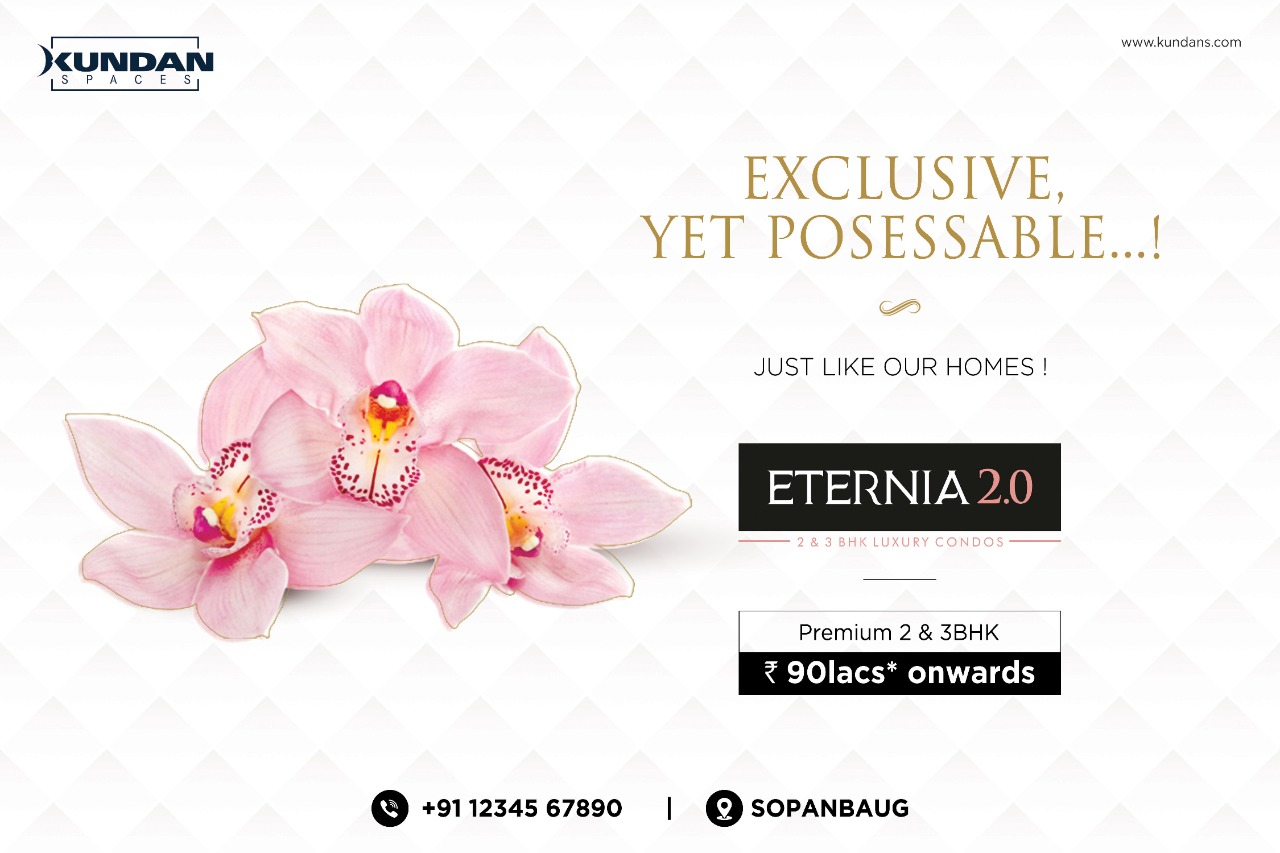 KUNDAN
SPACES
www.kundans.com
EXCLUSIVE,
YET POSESSABLE...!
JUST LIKE OUR HOMES !
ETERNIA 2.0
2 & 3 BHK LUXURY CONDOS
Premium 2 & 3BHK
₹ 90lacs* onwards
+91 12345 67890 | SOPANBAUG